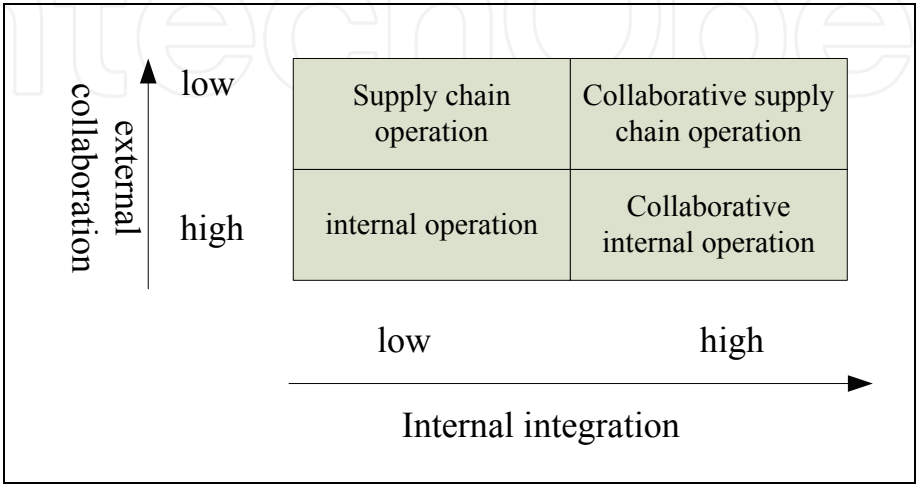 low
Supply chain
operation
Collaborative supply
chain operation
external
collaboration
high
internal operation
Collaborative
internal operation
low
high
Internal integration